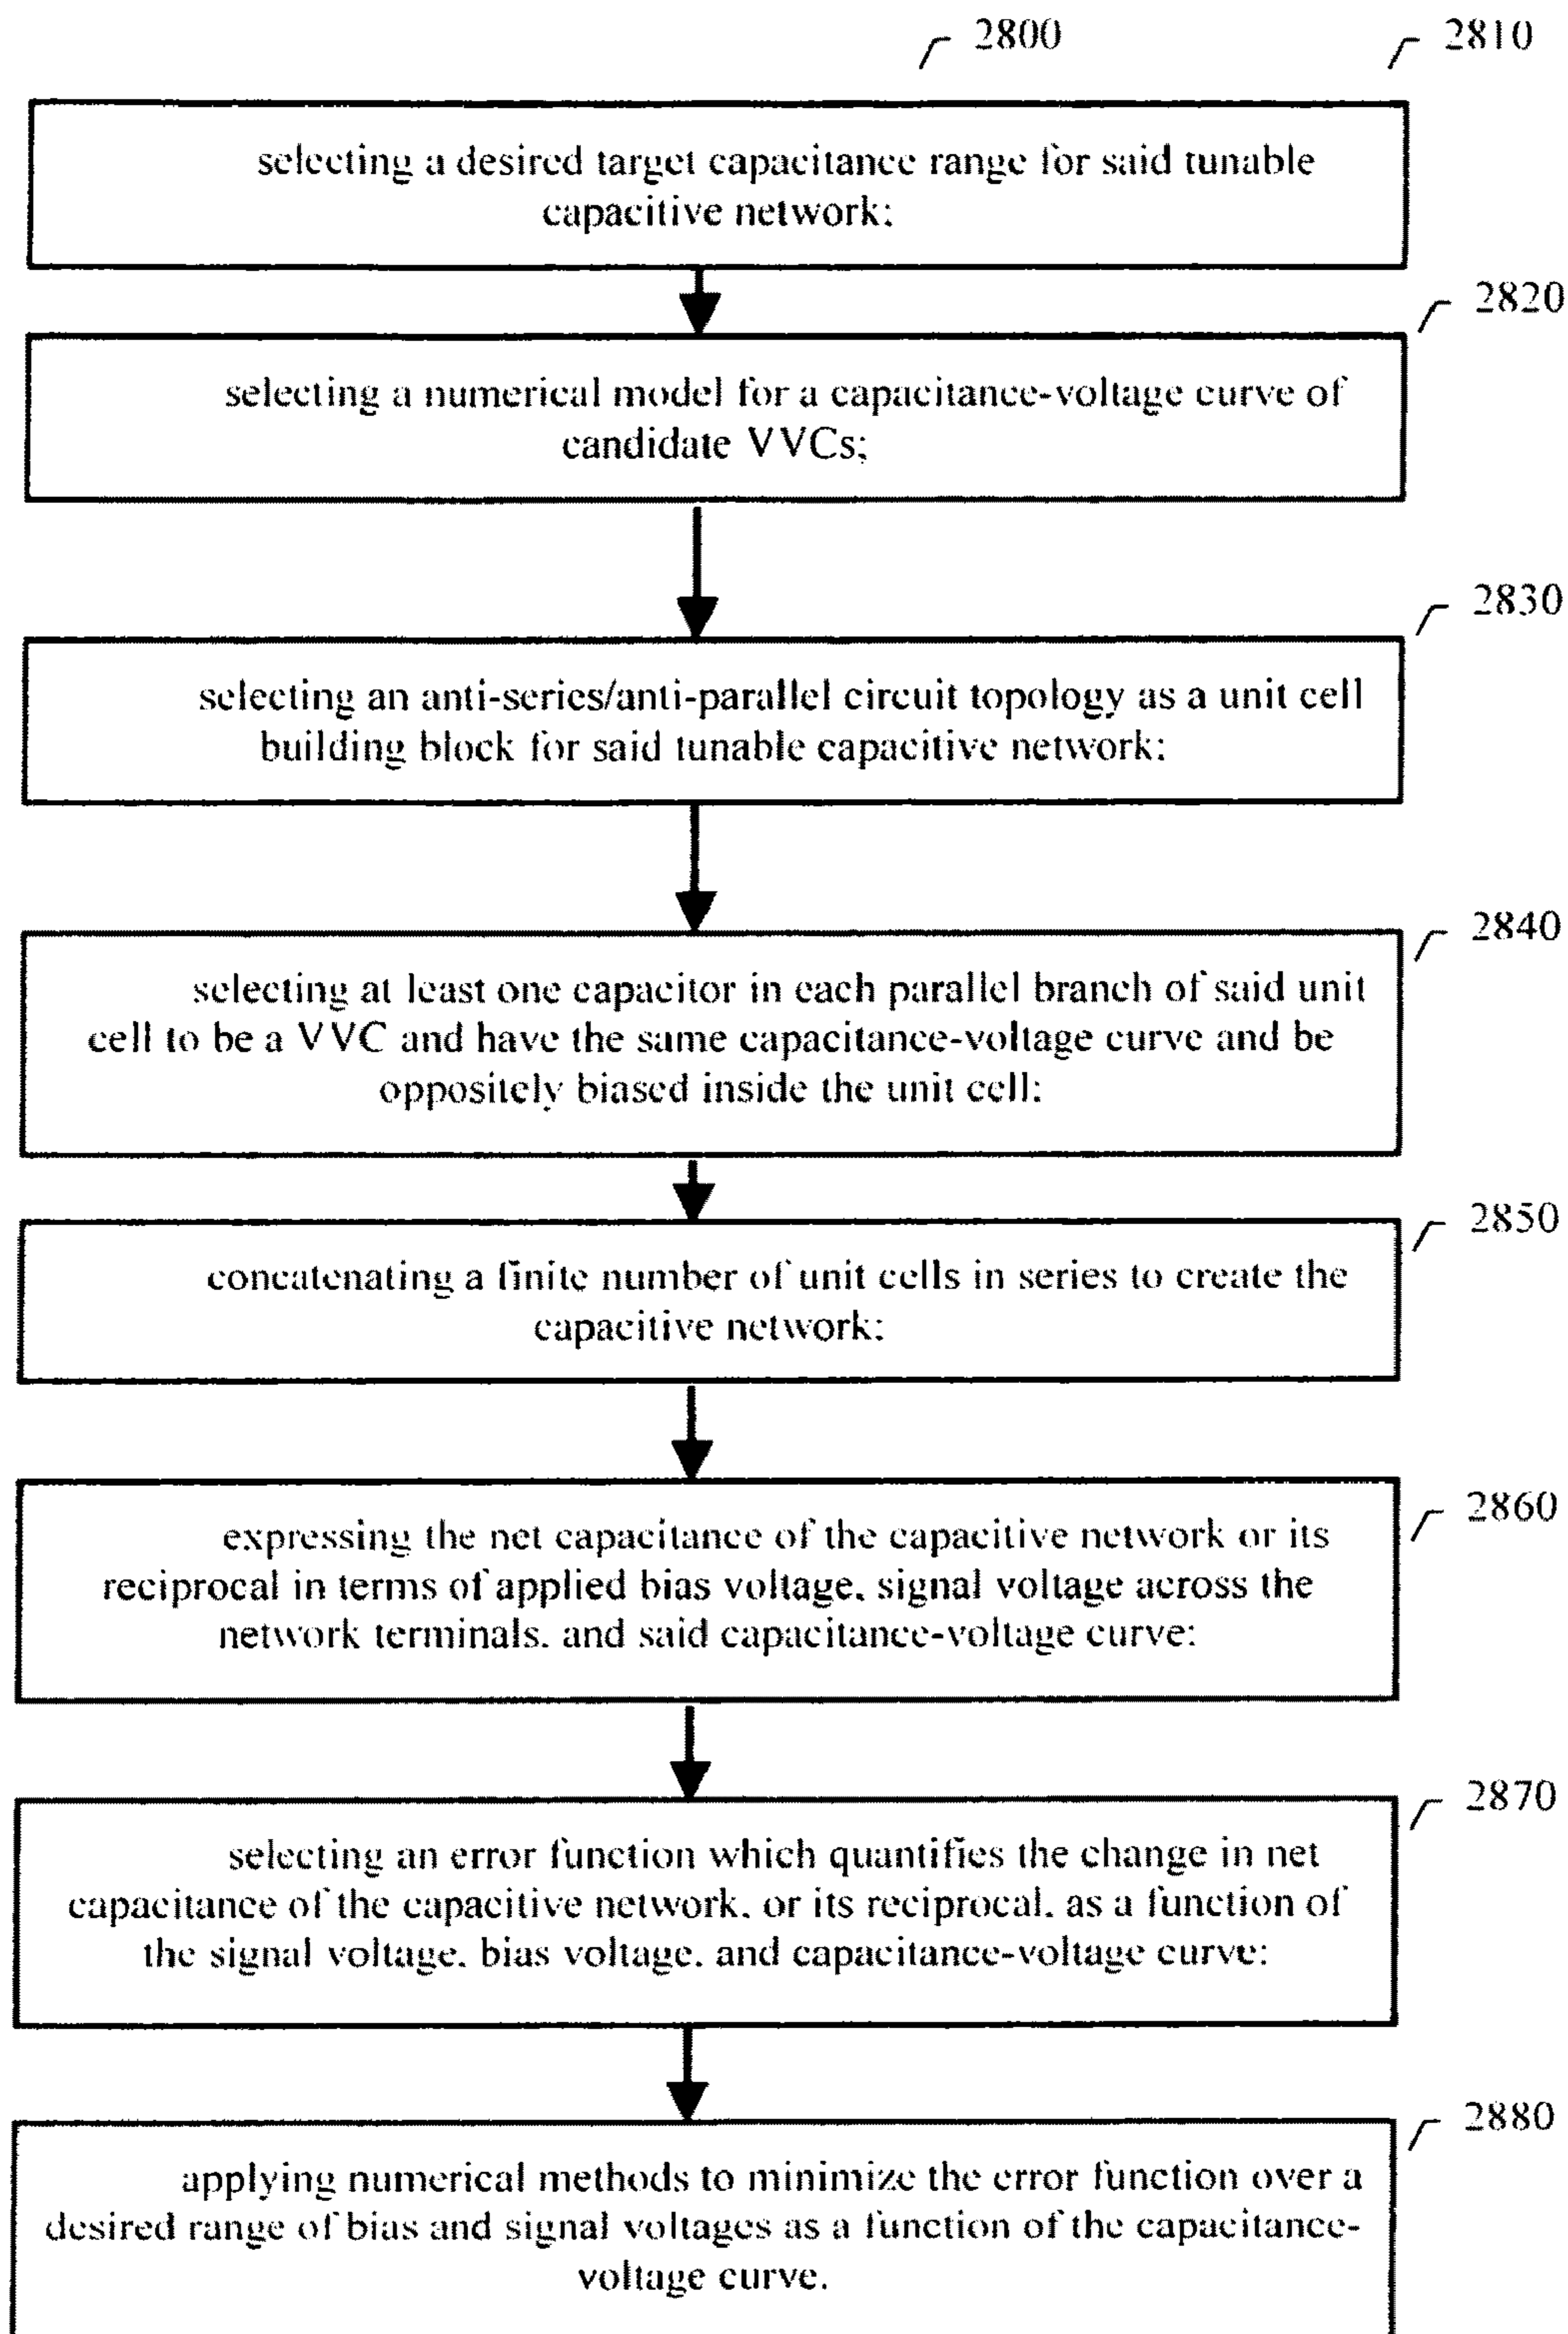 2800
2810
selecting a desired target capacitance range for said tunable
capacitive network;
2820
selecting a numerical model for a capacitance-voltage curve of
candidate VVCs;
2830
selecting an anti-series/anti-parallel circuit topology as a unit cell
building block for said tunable capacitive network;
2840
selecting at least one capacitor in each parallel branch of said unit
cell to be a VVC and have the same capacitance-voltage curve and be
oppositely biased inside the unit cell;
2850
concatenating a finite number of unit cells in series to create the
capacitive network;
2860
expressing the net capacitance of the capacitive network or its
reciprocal in terms of applied bias voltage, signal voltage across the
network terminals, and said capacitance-voltage curve;
2870
selecting an error function which quantifies the change in net
capacitance of the capacitive network, or its reciprocal, as a function of
the signal voltage, bias voltage, and capacitance-voltage curve;
2880
applying numerical methods to minimize the error function over a
desired range of bias and signal voltages as a function of the capacitance-
voltage curve.